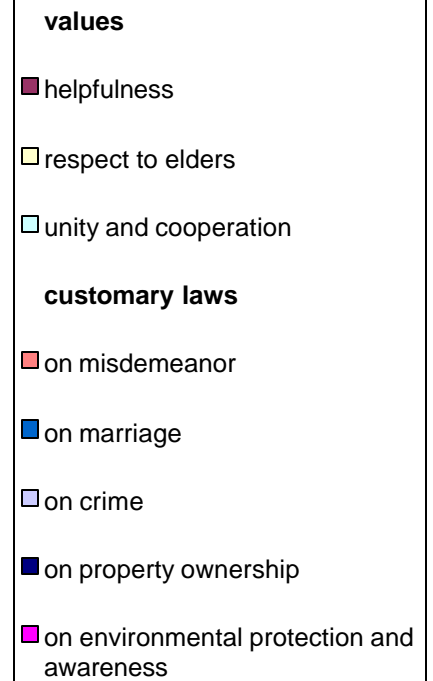 values
helpfulness
respect to elders
unity and cooperation
customary laws
on misdemeanor
on marriage
on crime
on property ownership
on environmental protection and
awareness